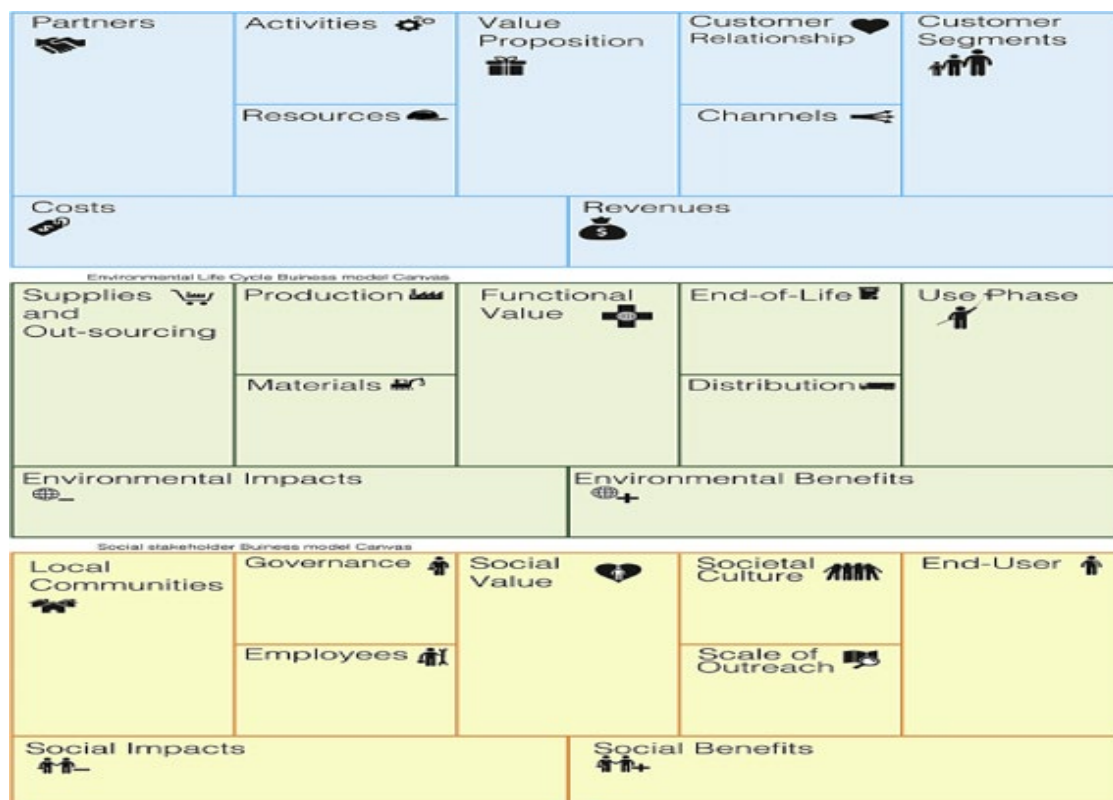 Partners
Activities
Value
Proposition
Customer
Relationship
Customer
Segments
Resources
Channels
Costs
Revenues
Environmental Life Cycle Buiness model Canvas
Supplies
and
Out-sourcing
Production
Functional
Value
End-of-Life
Use Phase
Materials
Distribution
Environmental Impacts
Environmental Benefits
Social stakeholder Buiness model Canvas
Local
Communities
Governance
Social
Value
Societal
Culture
End-User
Employees
Scale of
Outreach
Social Impacts
Social Benefits